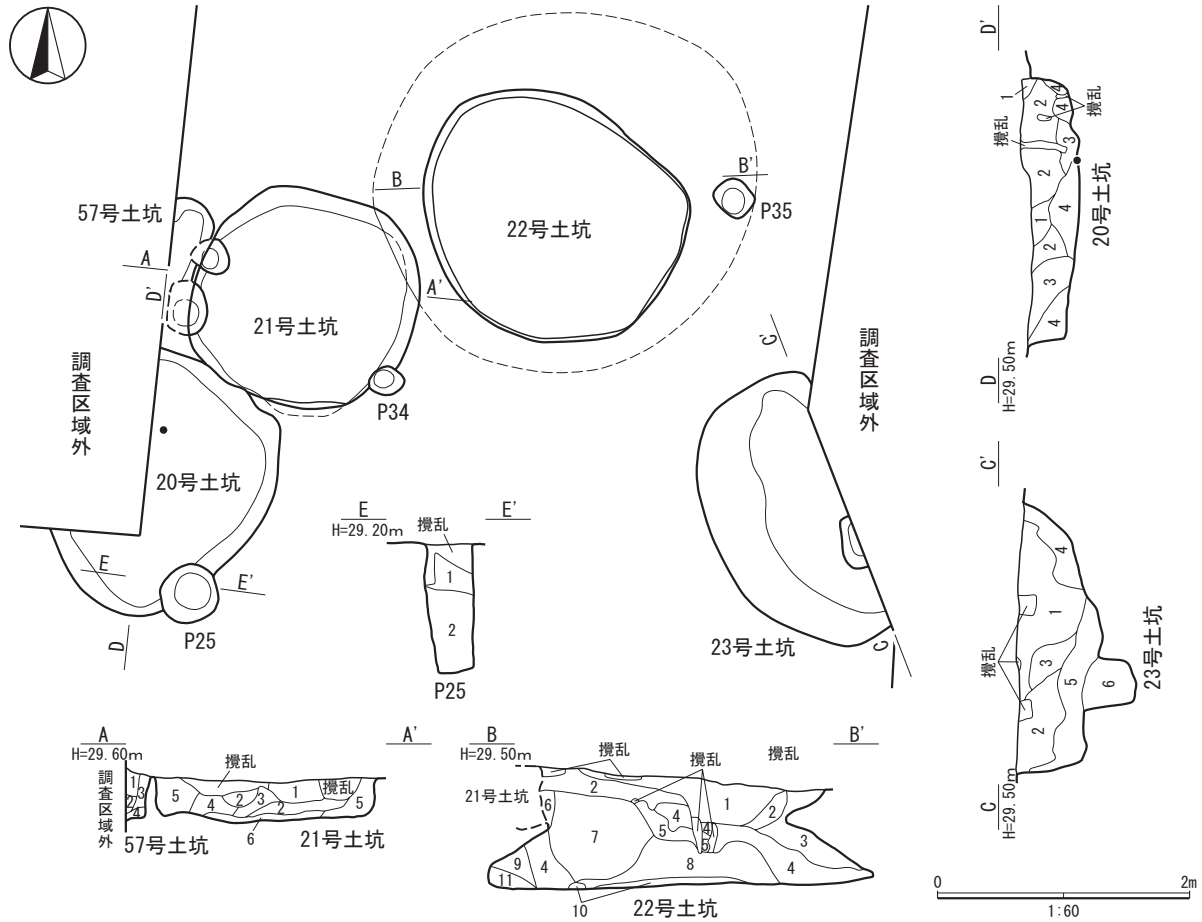 57号土坑
A
D'
21号土坑
A'
B
22号土坑
B'
P35
P34
調査区域外
20号土坑
E
E'
D
P25
C'
調査区域外
23号土坑
C
E
H=29.20m
E'
攪乱
1
2
P25
A
H=29.60m
A'
調査区域外
攪乱
1
3
2
4
5
4
2
3
1
2
攪乱
5
6
57号土坑
21号土坑
B
H=29.50m
B'
攪乱
攪乱
攪乱
21号土坑
2
6
7
4
5
4
5
1
2
3
4
8
9
4
11
10
22号土坑
D'
1
2
4
4
攪乱
攪乱
3
2
4
1
2
3
4
20号土坑
D
H=29.50m
C'
4
1
攪乱
3
5
6
2
23号土坑
C
H=29.50m
0
2m
1:60